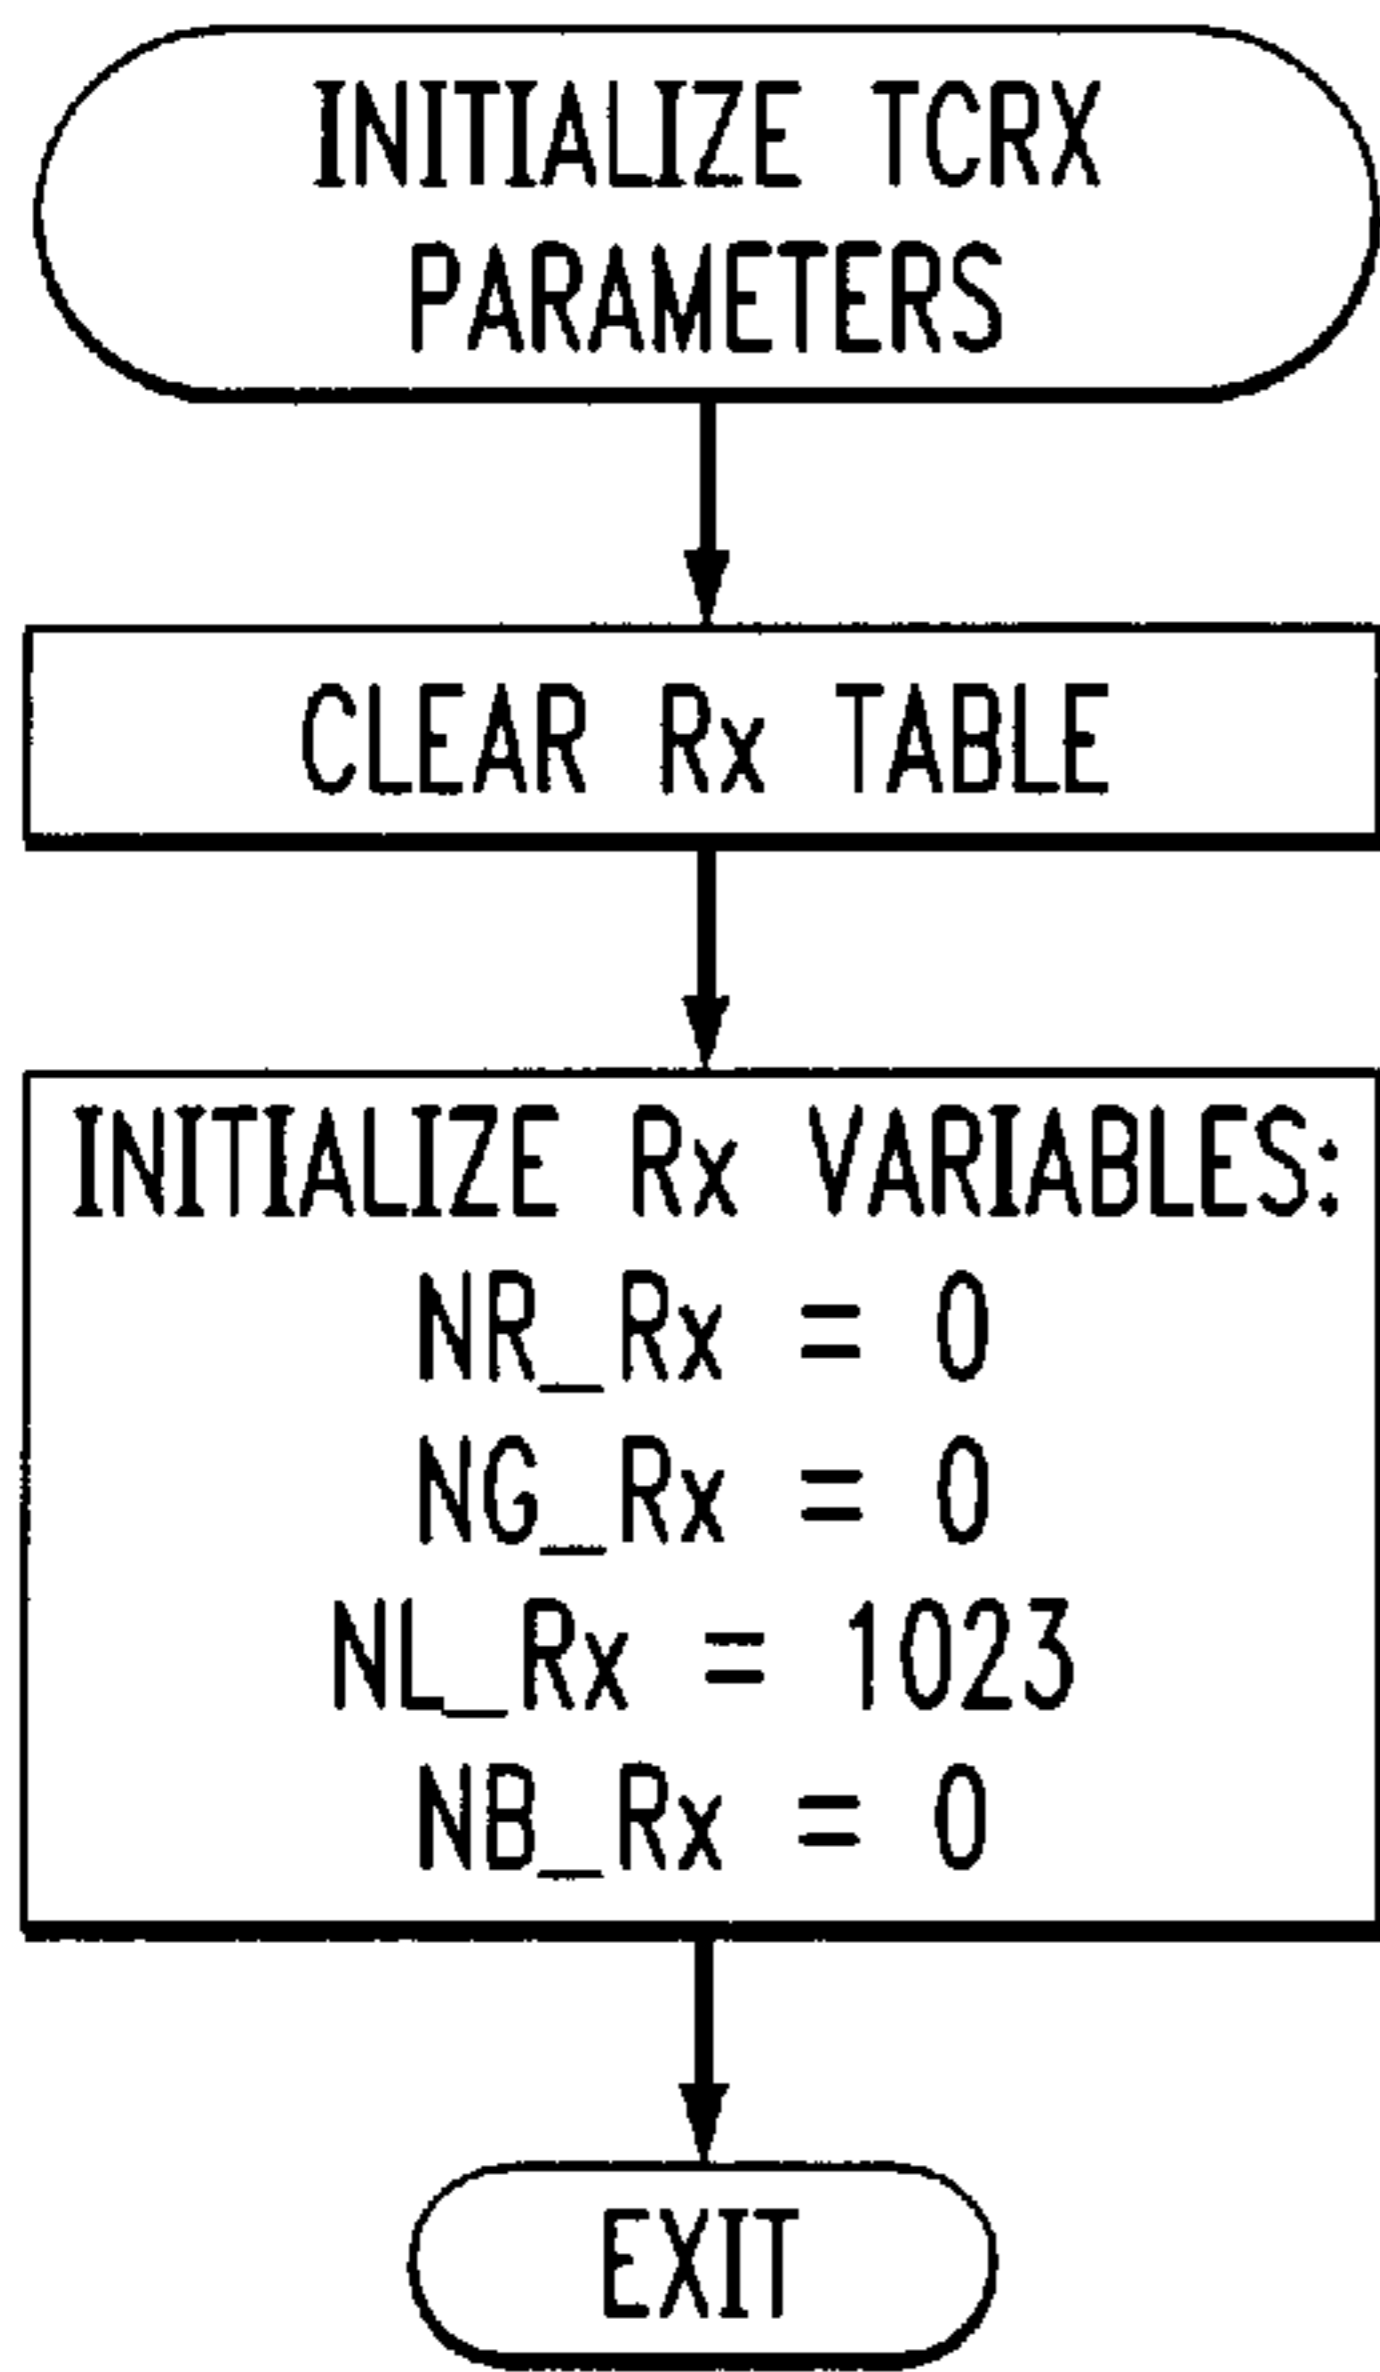 INITIALIZE TCRX
PARAMETERS
CLEAR Rx TABLE
INITIALIZE Rx VARIABLES:
NR_Rx = 0
NG_Rx = 0
NL_Rx = 1023
NB_Rx = 0
EXIT